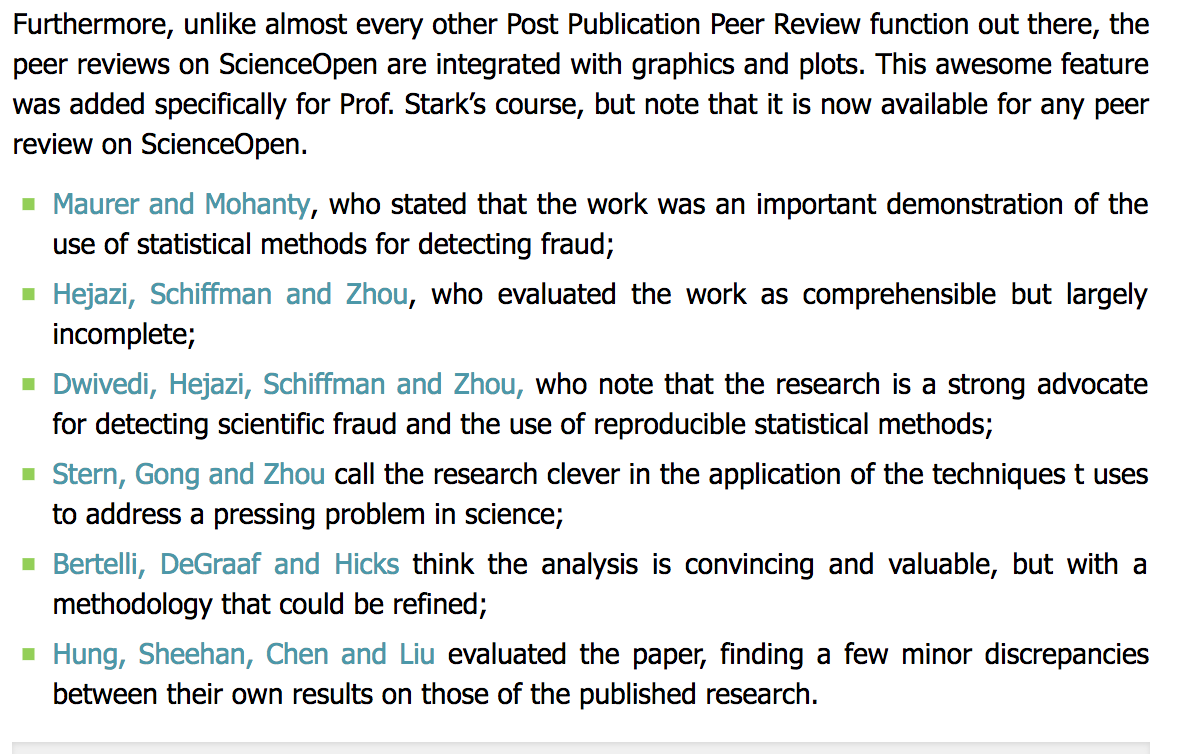 Furthermore, unlike almost every other Post Publication Peer Review function out there, the
peer reviews on ScienceOpen are integrated with graphics and plots. This awesome feature
was added specifically for Prof. Stark’s course, but note that it is now available for any peer
review on ScienceOpen.
Maurer and Mohanty, who stated that the work was an important demonstration of the
use of statistical methods for detecting fraud;
Hejazi, Schiffman and Zhou, who evaluated the work as comprehensible but largely
incomplete;
Dwivedi, Hejazi, Schiffman and Zhou, who note that the research is a strong advocate
for detecting scientific fraud and the use of reproducible statistical methods;
Stern, Gong and Zhou call the research clever in the application of the techniques t uses
to address a pressing problem in science;
Bertelli, DeGraaf and Hicks think the analysis is convincing and valuable, but with a
methodology that could be refined;
Hung, Sheehan, Chen and Liu evaluated the paper, finding a few minor discrepancies
between their own results on those of the published research.